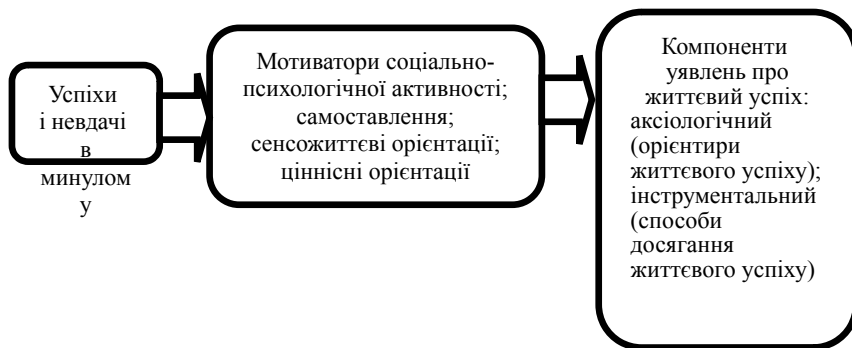 Успіхи
і невдачі
в
минулом
у
Мотиватори соціально-
психологічної активності;
самоставлення;
сенсожиттєві орієнтації;
ціннісні орієнтації
Компоненти
уявлень про
життєвий успіх:
аксіологічний
(орієнтири
життєвого успіху);
інструментальний
(способи
досягання
життєвого успіху)